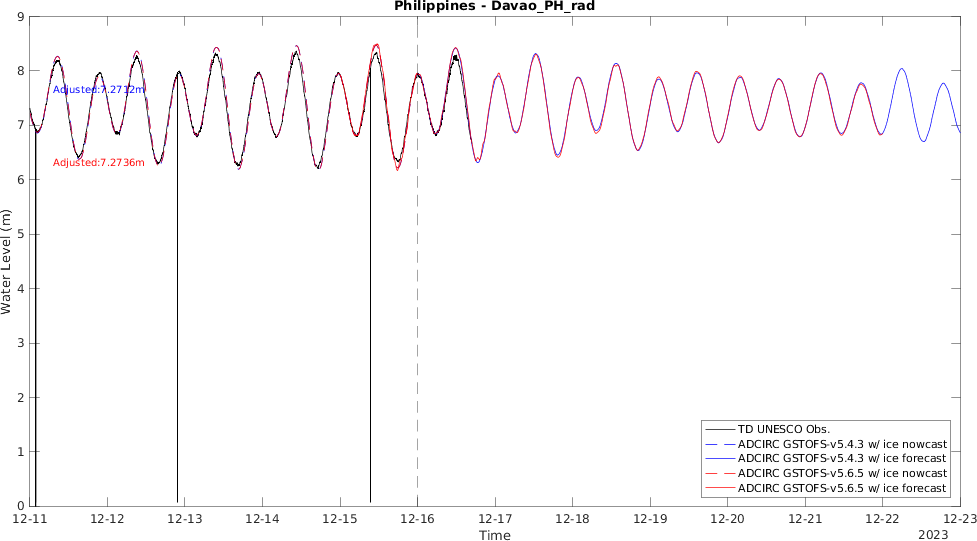 Philippines - Davao_PH_rad
9
8
7
6
5
4
3
2
1
0
Water Level (m)
Adjusted:7.2712m
Adjusted:7.2736m
TD UNESCO Obs.
ADCIRC GSTOFS-v5.4.3 w/ ice nowcast
ADCIRC GSTOFS-v5.4.3 w/ ice forecast
ADCIRC GSTOFS-v5.6.5 w/ ice nowcast
ADCIRC GSTOFS-v5.6.5 w/ ice forecast
12-11 12-12 12-13 12-14 12-15 12-16 12-17 12-18 12-19 12-20 12-21 12-22 12-23
Time
2023